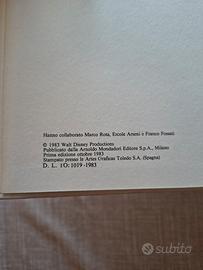 Hanno collaborato Marco Rota, Ercole Arseni e Franco Fossati
© 1983 Walt Disney Productions
Pubblicato dalla Arnoldo Mondadori Editore S.p.A., Milano
Prima edizione ottobre 1983
Stampato presso le Artes Graficas Toledo S.A. (Spagna)
D. L. TO: 1019 -1983
subito